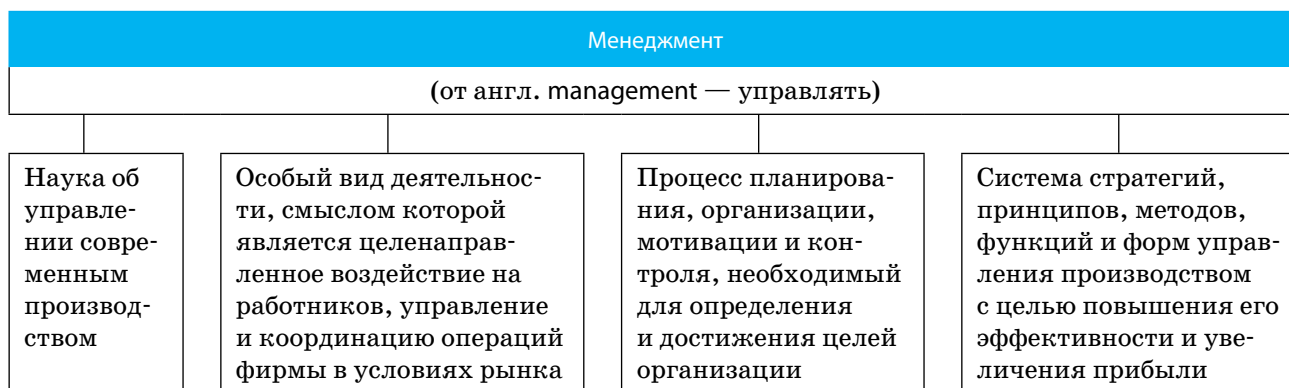 Менеджмент
(от англ. management — управлять)
Наука об
управле-
нии совре-
менным
производ-
ством
Особый вид деятельнос-
ти, смыслом которой
является целенаправ-
ленное воздействие на
работников, управление
и координацию операций
фирмы в условиях рынка
Процесс планирова-
ния, организации,
мотивации и кон-
троля, необходимый
для определения
и достижения целей
организации
Система стратегий,
принципов, методов,
функций и форм управ-
ления производством
с целью повышения его
эффективности и уве-
личения прибыли